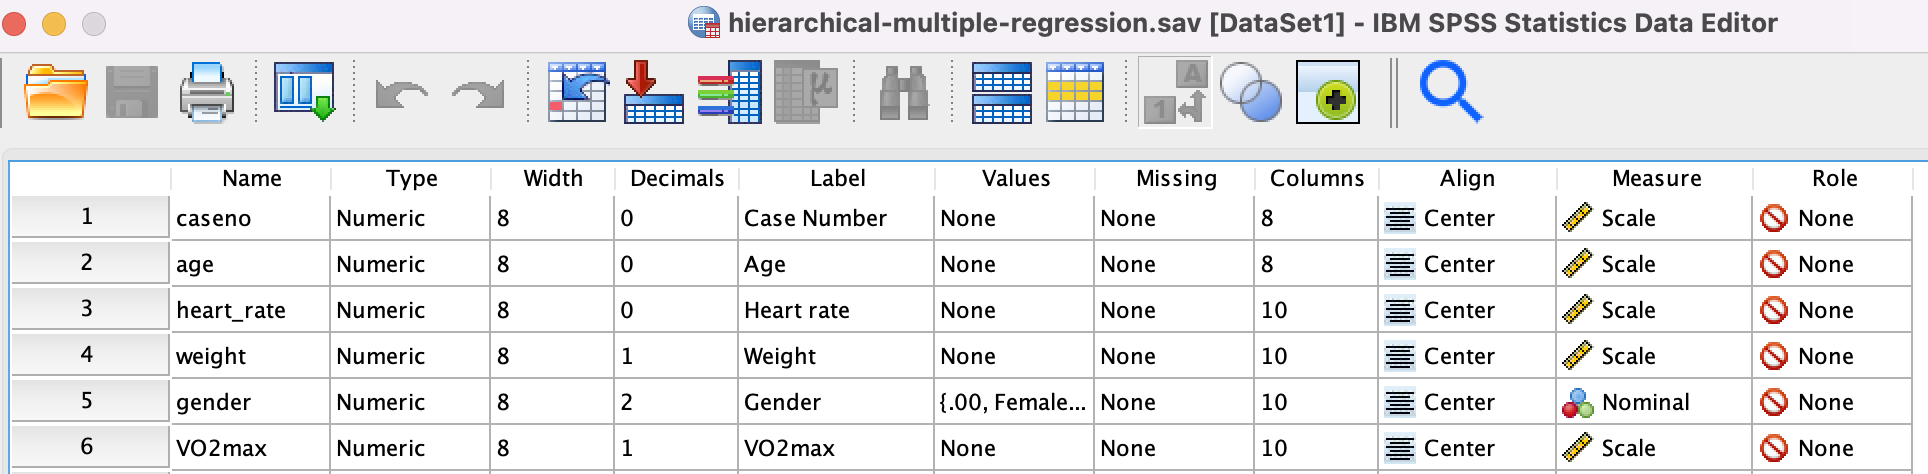 hierarchical-multiple-regression.sav [DataSet1] - IBM SPSS Statistics Data Editor
A
1
µ
Name Type Width Decimals Label Values Missing Columns Align Measure Role
1 caseno Numeric 8 0 Case Number None None 8 Center Scale None
2 age Numeric 8 0 Age None None 8 Center Scale None
3 heart_rate Numeric 8 0 Heart rate None None 10 Center Scale None
4 weight Numeric 8 1 Weight None None 10 Center Scale None
5 gender Numeric 8 2 Gender {.00, Female... None 10 Center Nominal None
6 VO2max Numeric 8 1 VO2max None None 10 Center Scale None